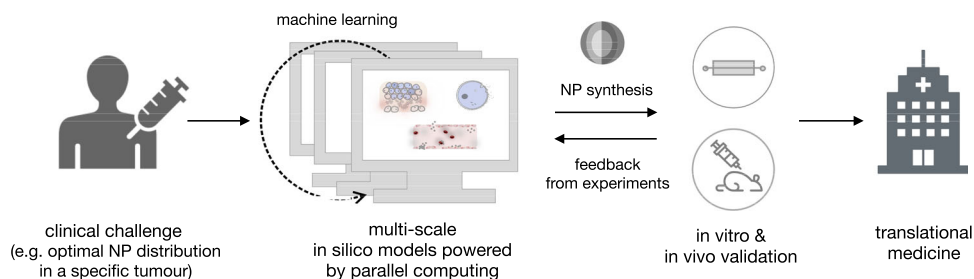 machine learning
NP synthesis
feedback
from experiments
clinical challenge
(e.g. optimal NP distribution
in a specific tumour)
multi-scale
in silico models powered
by parallel computing
in vitro &
in vivo validation
translational
medicine